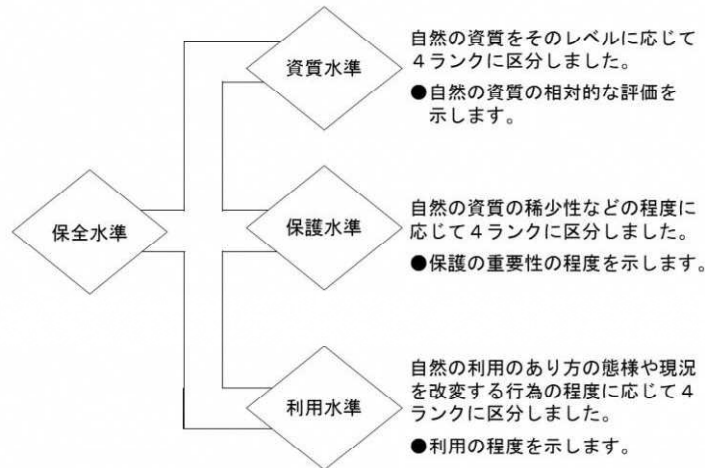 資質水準
自然の資質をそのレベルに応じて
４ランクに区分しました。
●自然の資質の相対的な評価を
示します。
保全水準
保護水準
自然の資質の稀少性などの程度に
応じて４ランクに区分しました。
●保護の重要性の程度を示します。
利用水準
自然の利用のあり方の態様や現況
を改変する行為の程度に応じて４
ランクに区分しました。
●利用の程度を示します。